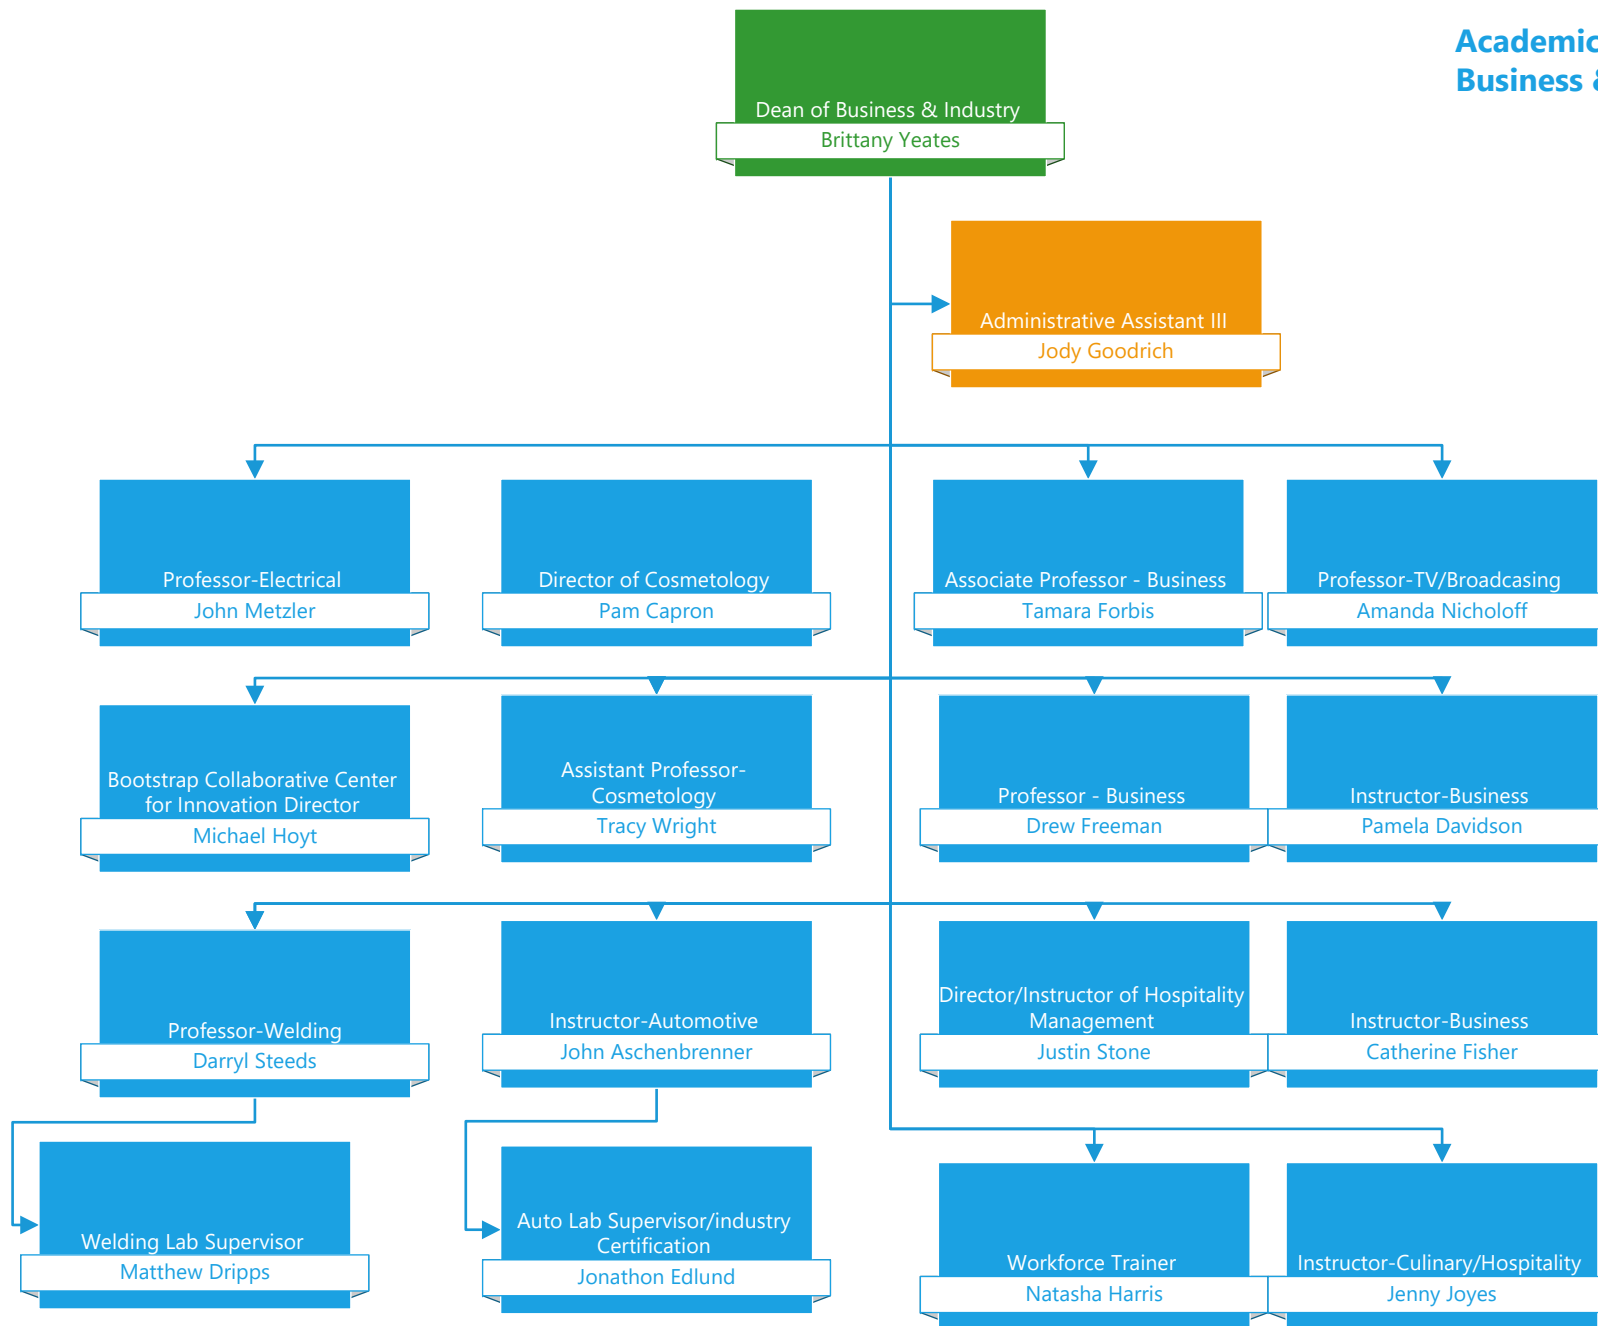 Academic
Business &
Dean of Business & Industry
Brittany Yeates
Administrative Assistant III
Jody Goodrich
Professor-Electrical
John Metzler
Director of Cosmetology
Pam Capron
Associate Professor - Business
Tamara Forbis
Professor-TV/Broadcasing
Amanda Nicholoff
Bootstrap Collaborative Center
for Innovation Director
Michael Hoyt
Assistant Professor-
Cosmetology
Tracy Wright
Professor - Business
Drew Freeman
Instructor-Business
Pamela Davidson
Professor-Welding
Darryl Steeds
Instructor-Automotive
John Aschenbrenner
Director/Instructor of Hospitality
Management
Justin Stone
Instructor-Business
Catherine Fisher
Welding Lab Supervisor
Matthew Dripps
Auto Lab Supervisor/industry
Certification
Jonathon Edlund
Workforce Trainer
Natasha Harris
Instructor-Culinary/Hospitality
Jenny Joyes